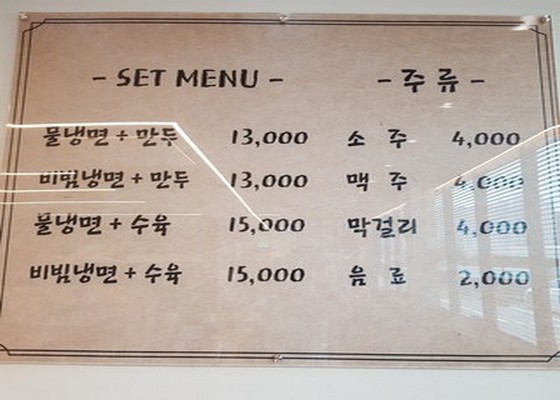 - SET MENU -
물냉면 + 만두 13,000
비빔냉면 + 만두 13,000
물냉면 + 수육 15,000
비빔냉면 + 수육 15,000
- 주류 -
소주 4,000
맥주 4,000
막걸리 4,000
음료 2,000